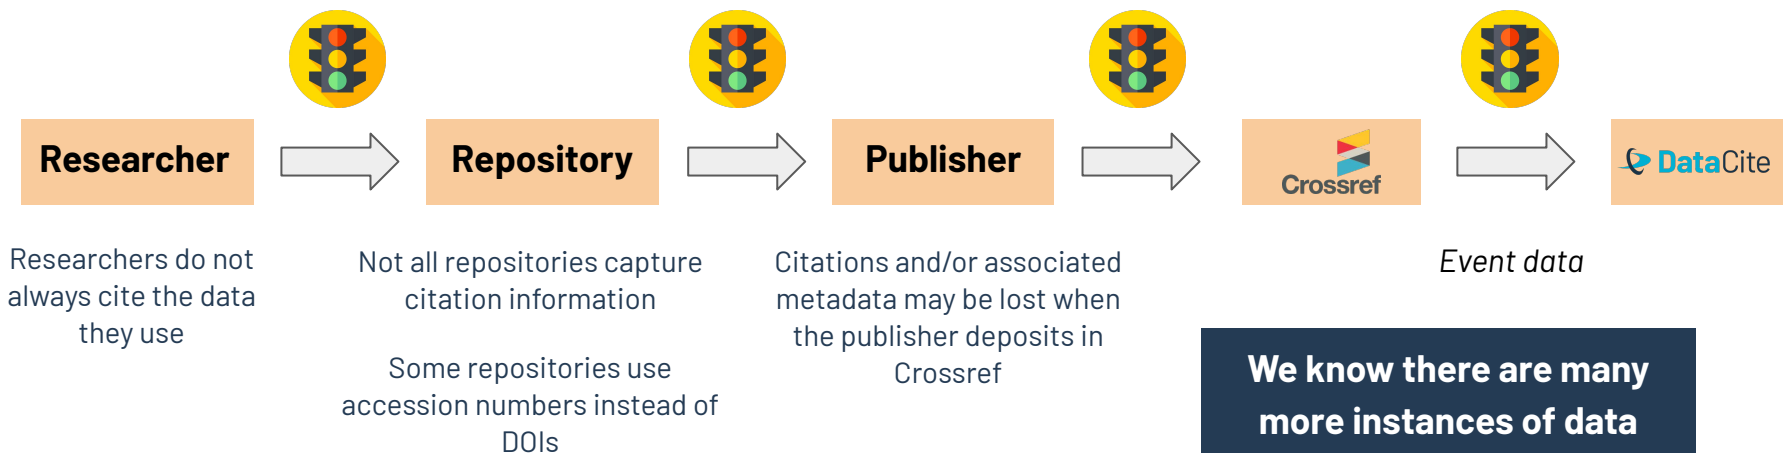 Researcher
Repository
Publisher
Crossref
DataCite
Researchers do not
always cite the data
they use
Not all repositories capture
citation information
Some repositories use
accession numbers instead of
DOIs
Citations and/or associated
metadata may be lost when
the publisher deposits in
Crossref
Event data
We know there are many
more instances of data